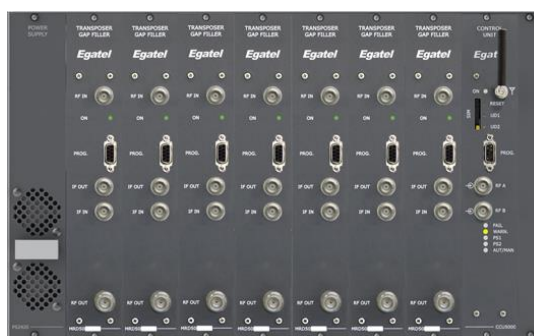 POWER
SUPPLY
TRANSPOSER
GAP FILLER
Egatel
RF IN
ON
PROG.
IF OUT
IF IN
RF OUT
TRANSPOSER
GAP FILLER
Egatel
RF IN
ON
PROG.
IF OUT
IF IN
RF OUT
TRANSPOSER
GAP FILLER
Egatel
RF IN
ON
PROG.
IF OUT
IF IN
RF OUT
TRANSPOSER
GAP FILLER
Egatel
RF IN
ON
PROG.
IF OUT
IF IN
RF OUT
TRANSPOSER
GAP FILLER
Egatel
RF IN
ON
PROG.
IF OUT
IF IN
RF OUT
TRANSPOSER
GAP FILLER
Egatel
RF IN
ON
PROG.
IF OUT
IF IN
RF OUT
TRANSPOSER
GAP FILLER
Egatel
RF IN
ON
PROG.
IF OUT
IF IN
RF OUT
CONTROL
UNIT
ON
RESET
SIM
UD1
UD2
PROG.
RF A
RF B
FAIL
WARN.
PS1
PS2
AUT/MAN